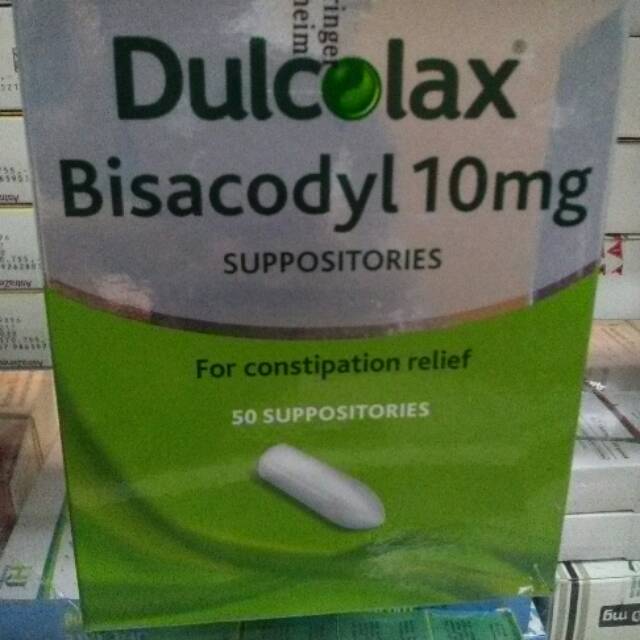 Dulcolax®
Bisacodyl 10mg
SUPPOSITORIES
For constipation relief
50 SUPPOSITORIES